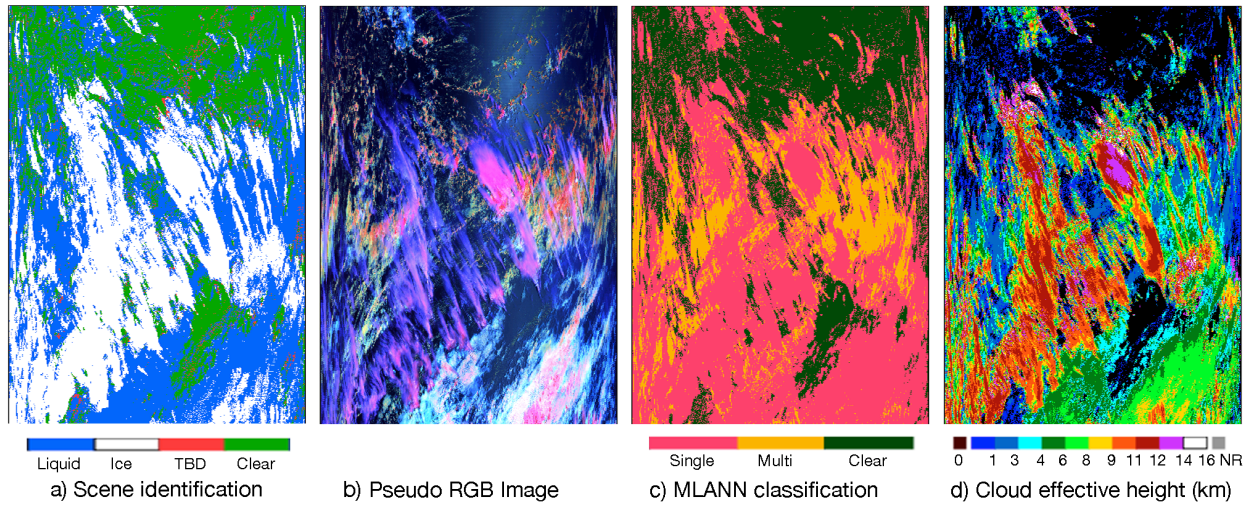 Liquid Ice TBD Clear
a) Scene identification
b) Pseudo RGB Image
Single Multi Clear
c) MLANN classification
0 1 3 4 6 8 9 11 12 14 16 NR
d) Cloud effective height (km)